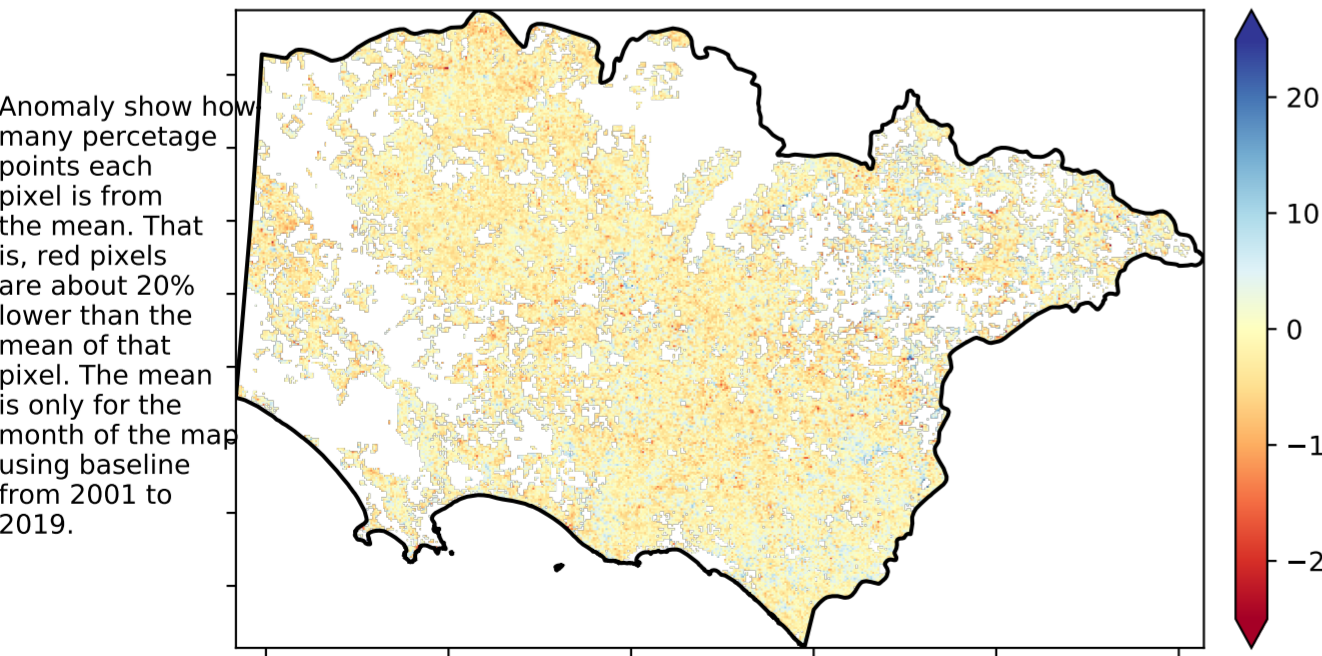 Anomaly show how
many percetage
points each
pixel is from
the mean. That
is, red pixels
are about 20%
lower than the
mean of that
pixel. The mean
is only for the
month of the map
using baseline
from 2001 to
2019.
20
10
0
−1
−2